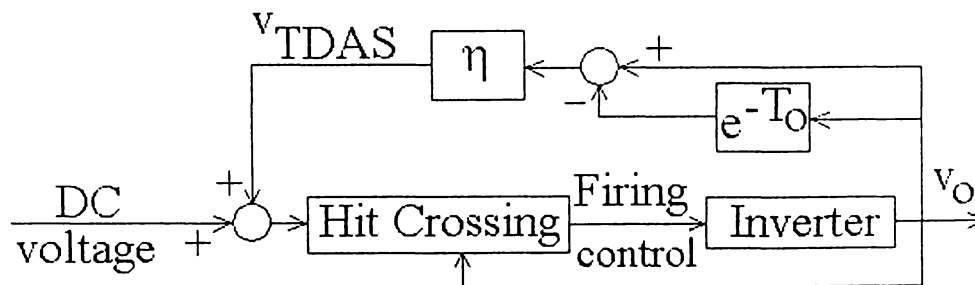 vTDAS
η
+
−
e-To
+
DC
voltage
+
Hit Crossing
Firing
control
Inverter
vo